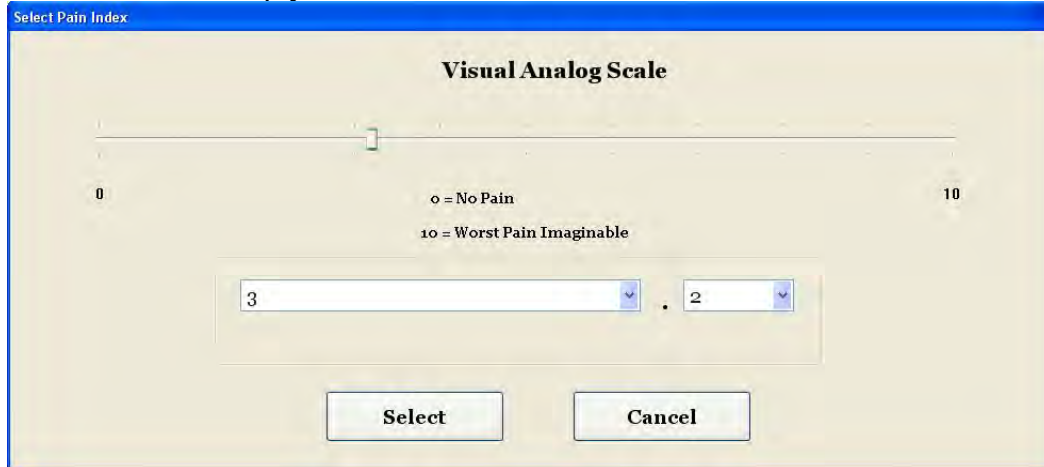 Select Pain Index
Visual Analog Scale
0 10
0 = No Pain
10 = Worst Pain Imaginable
3 . 2
Select Cancel